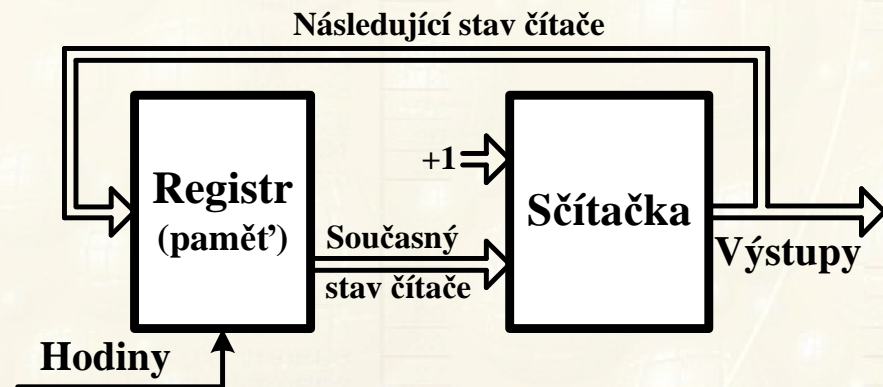 Následující stav čítače
Registr
(paměť)
+1
Sčítačka
Současný
stav čítače
Výstupy
Hodiny